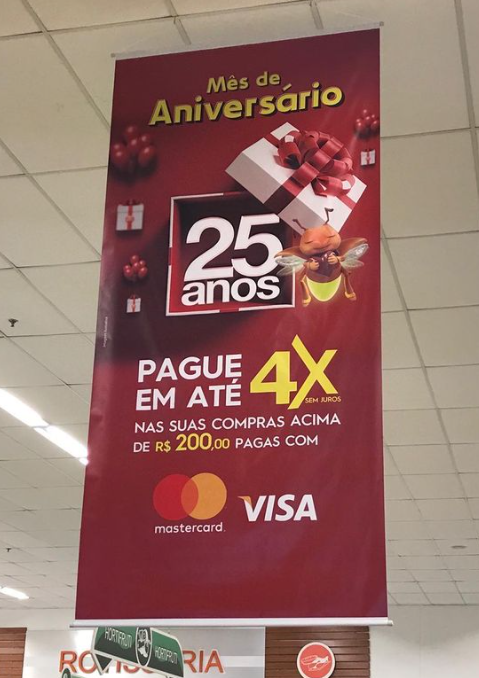 Mês de
Aniversário
25
anos
PAGUE
EM ATÉ
4X
SEM JUROS
NAS SUAS COMPRAS ACIMA
DE R$ 200,00 PAGAS COM
mastercard.
VISA
HORTIFRUTI
HORTIFRUTI